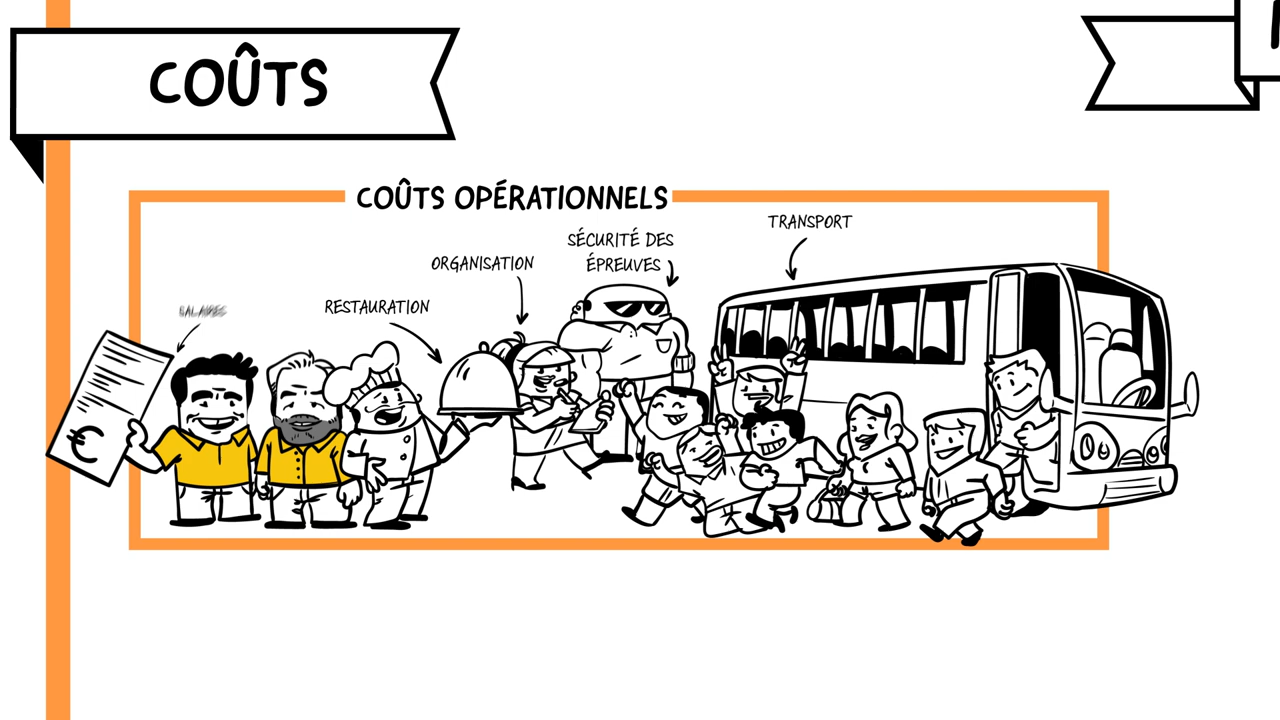 COÛTS
COÛTS OPÉRATIONNELS
TRANSPORT
SÉCURITÉ DES
ÉPREUVES
ORGANISATION
RESTAURATION
€